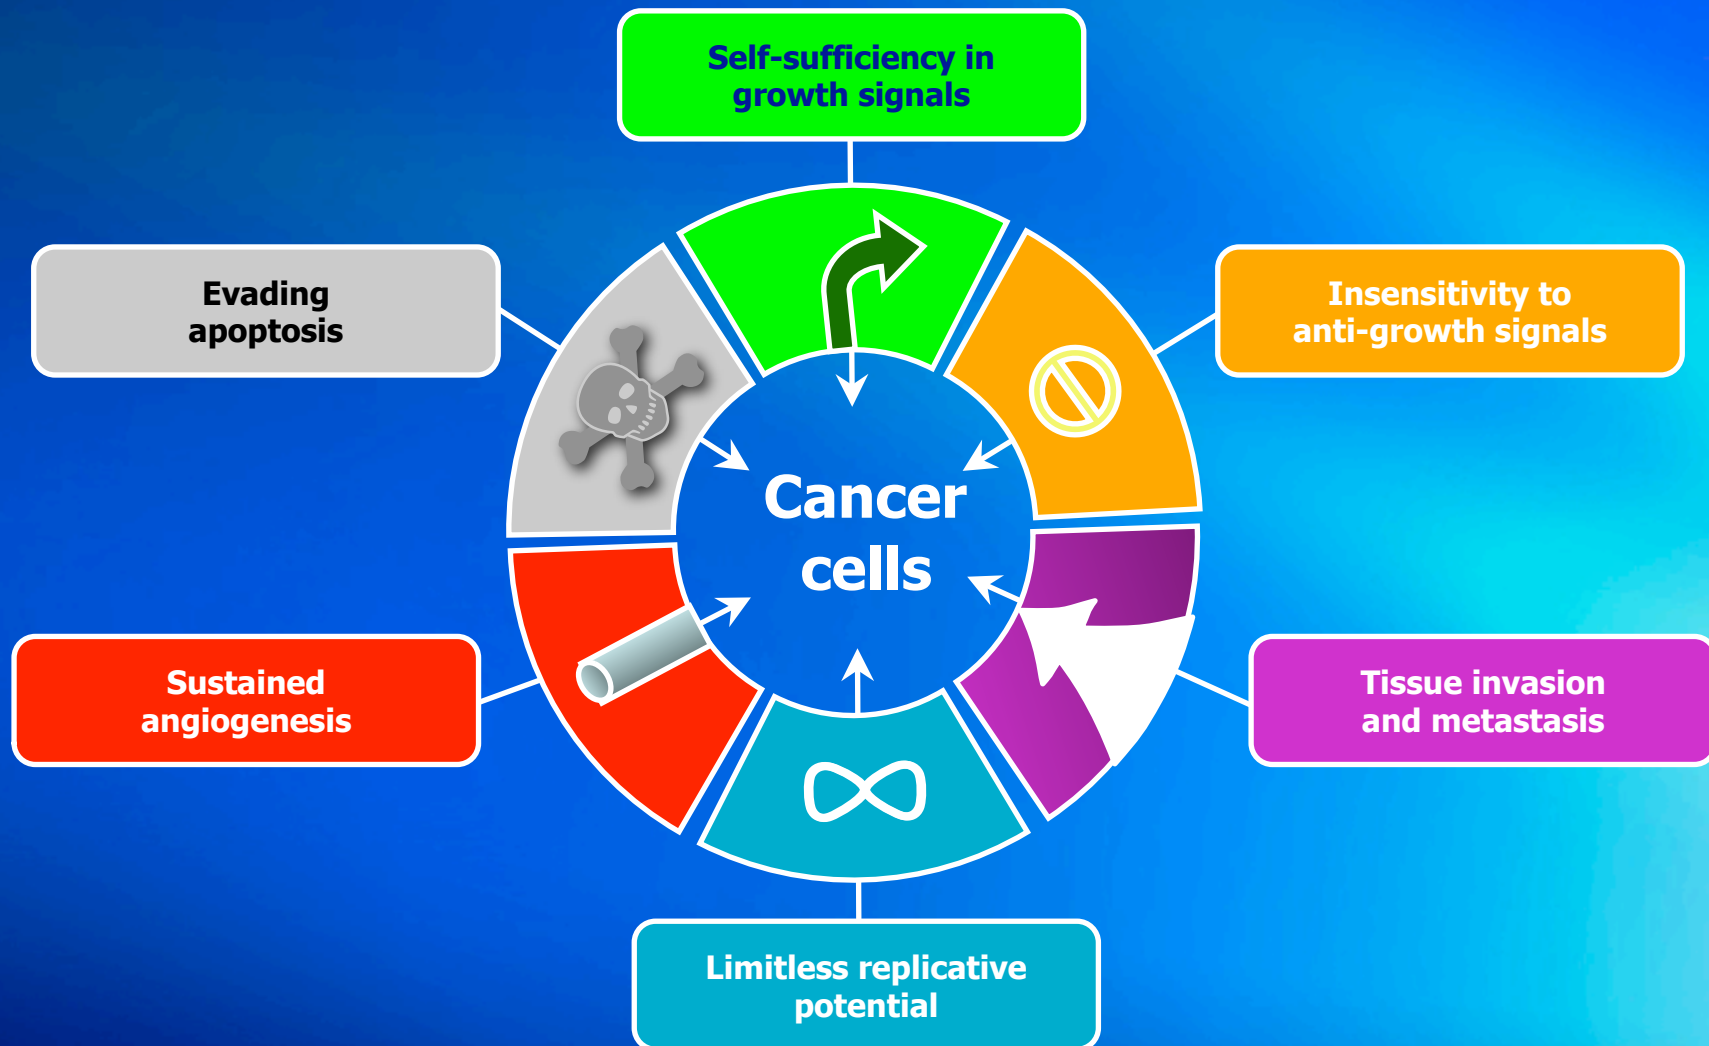 Self-sufficiency in
growth signals
Evading
apoptosis
Insensitivity to
anti-growth signals
Cancer
cells
Sustained
angiogenesis
Tissue invasion
and metastasis
Limitless replicative
potential